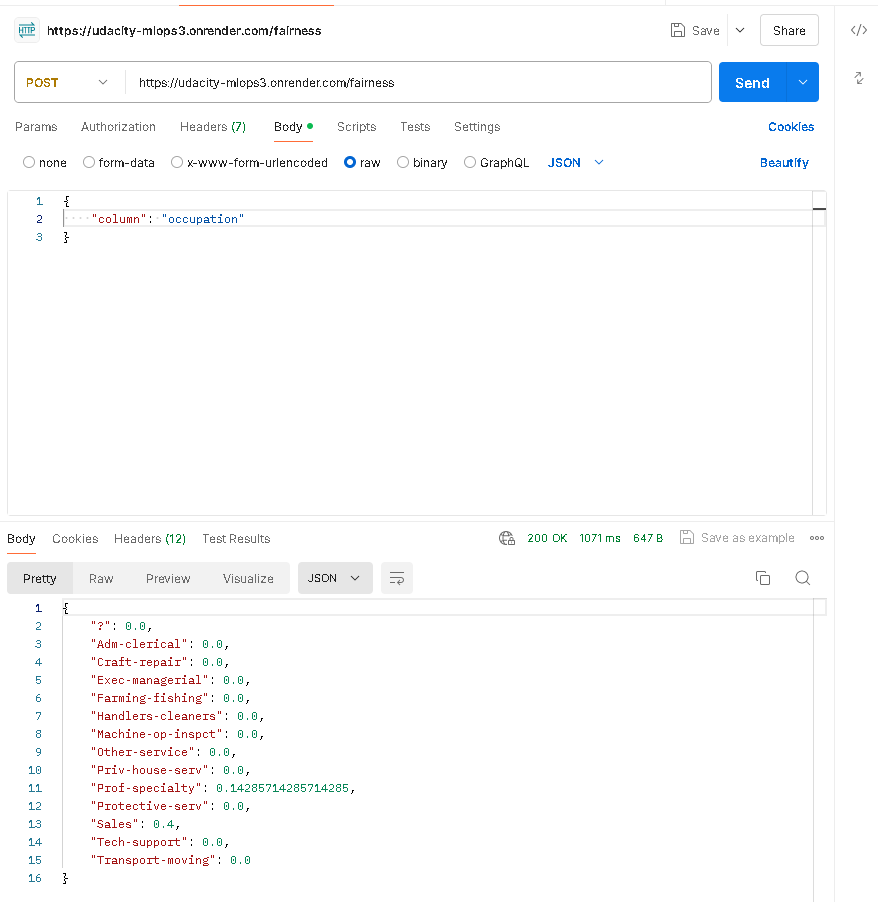 HTTP https://udacity-mlops3.onrender.com/fairness Save Share
POST https://udacity-mlops3.onrender.com/fairness Send
Params Authorization Headers (7) Body Scripts Tests Settings Cookies
none form-data x-www-form-urlencoded raw binary GraphQL JSON Beautify
1 {
2 "column": "occupation"
3 }
Body Cookies Headers (12) Test Results 200 OK 1071 ms 647 B Save as example
Pretty Raw Preview Visualize JSON
1 {
2 "?": 0.0,
3 "Adm-clerical": 0.0,
4 "Craft-repair": 0.0,
5 "Exec-managerial": 0.0,
6 "Farming-fishing": 0.0,
7 "Handlers-cleaners": 0.0,
8 "Machine-op-inspct": 0.0,
9 "Other-service": 0.0,
10 "Priv-house-serv": 0.0,
11 "Prof-specialty": 0.14285714285714285,
12 "Protective-serv": 0.0,
13 "Sales": 0.4,
14 "Tech-support": 0.0,
15 "Transport-moving": 0.0
16 }